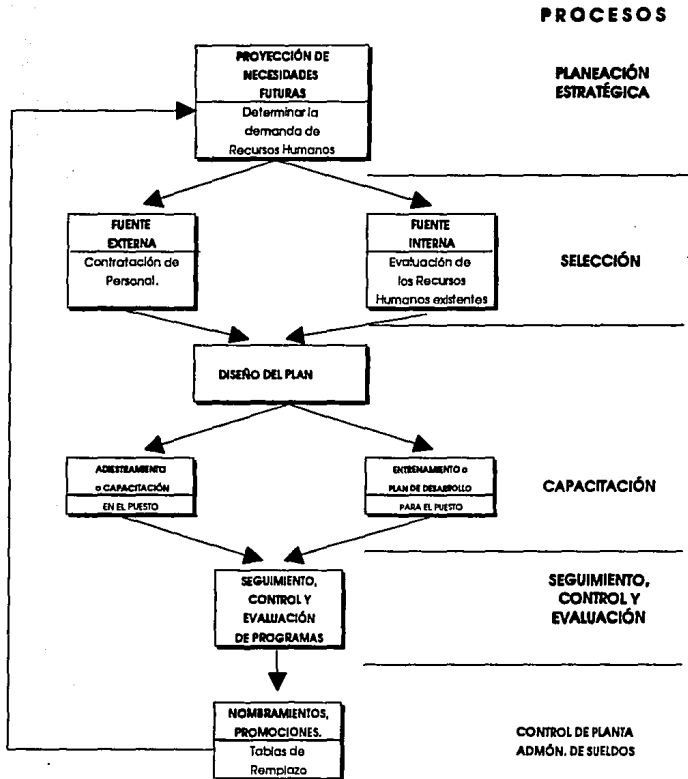 PROCESOS
PROYECCIÓN DE
NECESIDADES
FUTURAS
Determinar la
demanda de
Recursos Humanos
PLANEACIÓN
ESTRATÉGICA
FUENTE
EXTERNA
Contratación de
Personal.
FUENTE
INTERNA
Evaluación de
los Recursos
Humanos existentes
SELECCIÓN
DISEÑO DEL PLAN
ADIESTRAMIENTO
o CAPACITACIÓN
EN EL PUESTO
ENTRENAMIENTO o
PLAN DE DESARROLLO
PARA EL PUESTO
CAPACITACIÓN
SEGUIMIENTO,
CONTROL Y
EVALUACIÓN
DE PROGRAMAS
SEGUIMIENTO,
CONTROL Y
EVALUACIÓN
NOMBRAMIENTOS,
PROMOCIONES.
Tablas de
Remplazo
CONTROL DE PLANTA
ADMÓN. DE SUELDOS